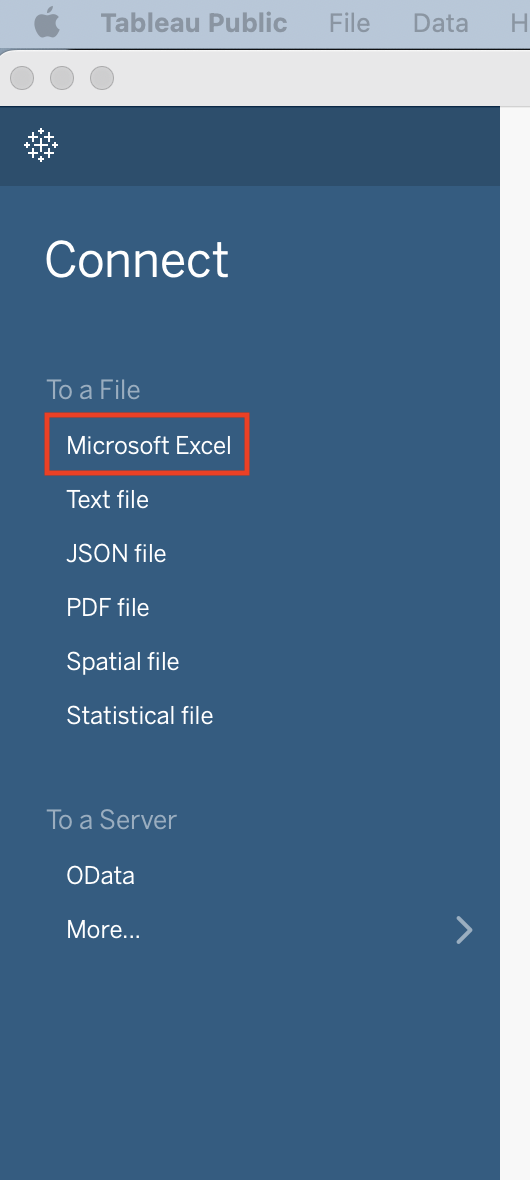 Tableau Public File Data H
Connect
To a File
Microsoft Excel
Text file
JSON file
PDF file
Spatial file
Statistical file
To a Server
OData
More...